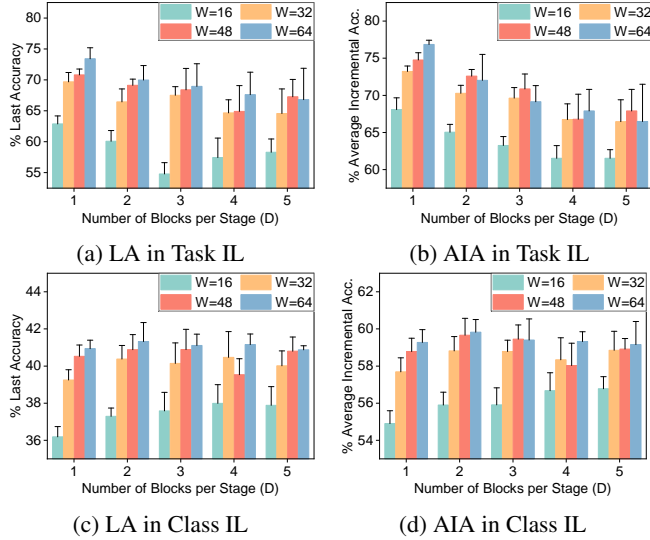 80
75
70
65
60
55
% Last Accuracy
W=16 W=32
W=48 W=64
1 2 3 4 5
Number of Blocks per Stage (D)
(a) LA in Task IL
80
75
70
65
60
% Average Incremental Acc.
W=16 W=32
W=48 W=64
1 2 3 4 5
Number of Blocks per Stage (D)
(b) AIA in Task IL
44
42
40
38
36
% Last Accuracy
W=16 W=32
W=48 W=64
1 2 3 4 5
Number of Blocks per Stage (D)
(c) LA in Class IL
62
60
58
56
54
% Average Incremental Acc.
W=16 W=32
W=48 W=64
1 2 3 4 5
Number of Blocks per Stage (D)
(d) AIA in Class IL